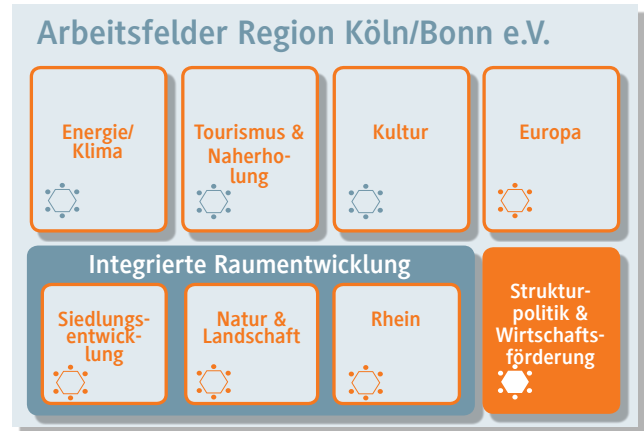 Arbeitsfelder Region Köln/Bonn e.V.
Energie/
Klima
Tourismus &
Naherho-
lung
Kultur
Europa
Integrierte Raumentwicklung
Siedlungs-
entwick-
lung
Natur &
Landschaft
Rhein
Struktur-
politik &
Wirtschafts-
förderung